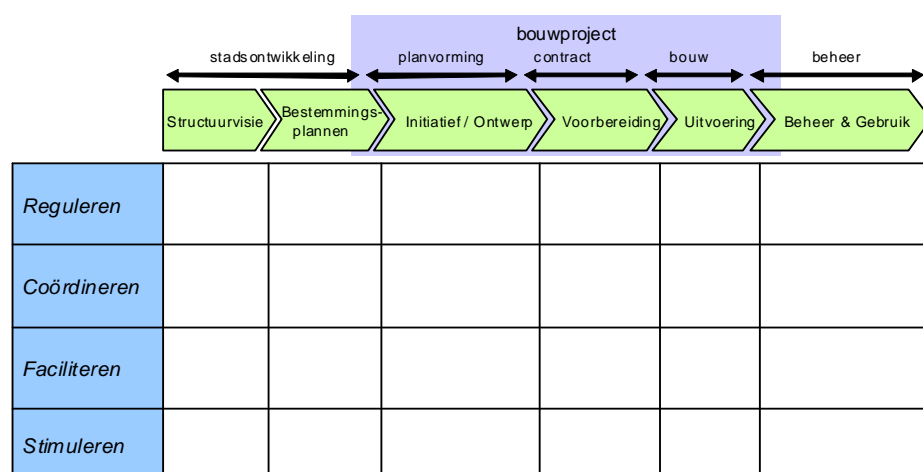 bouwproject
stadsontwikkeling planvorming contract bouw beheer
Structuurvisie Bestemmings-plannen Initiatief / Ontwerp Voorbereiding Uitvoering Beheer & Gebruik
Reguleren
Coördineren
Faciliteren
Stimuleren